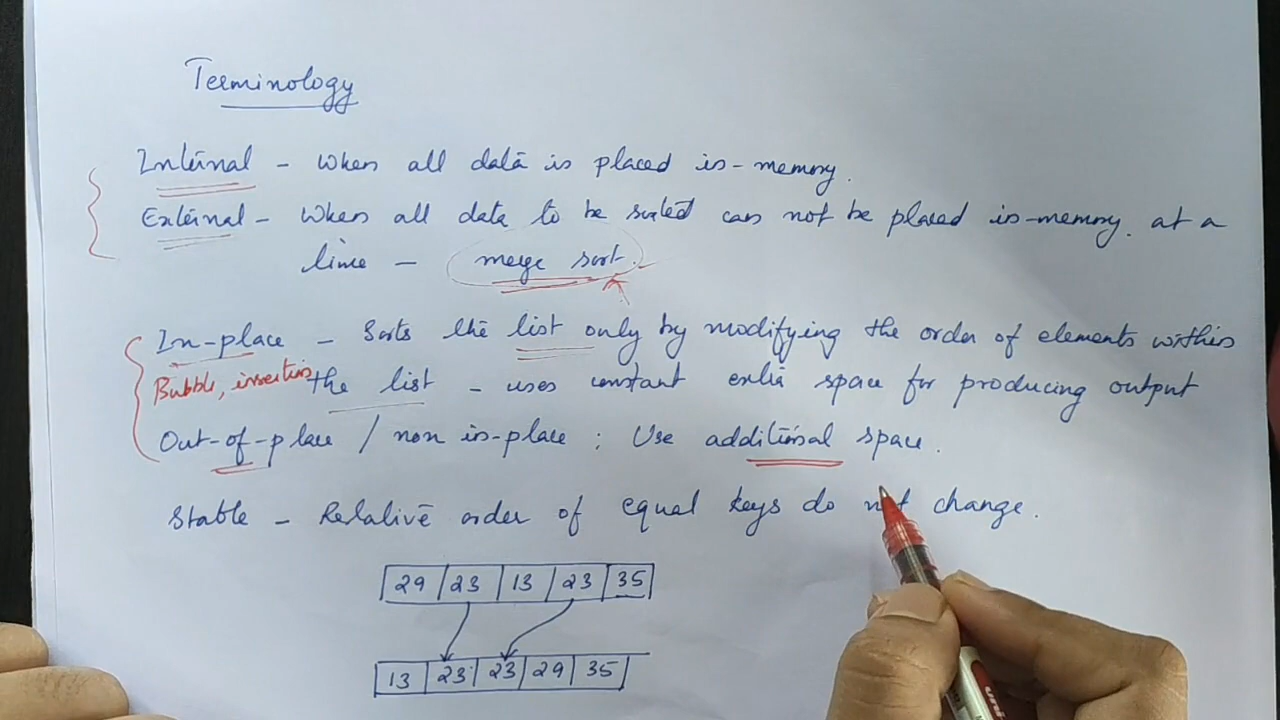 Terminology
Internal - When all data is placed in-memory.
External - When all data to be sorted can not be placed in-memory. at a
time - merge sort.
In-place - Sorts the list only by modifying the order of elements within
Bubble, insertion the list - uses constant extra space for producing output
Out-of-place / non in-place ; Use additional space.
Stable - Relative order of equal keys do not change.
29 23 13 23 35
13 23 23 29 35
uni